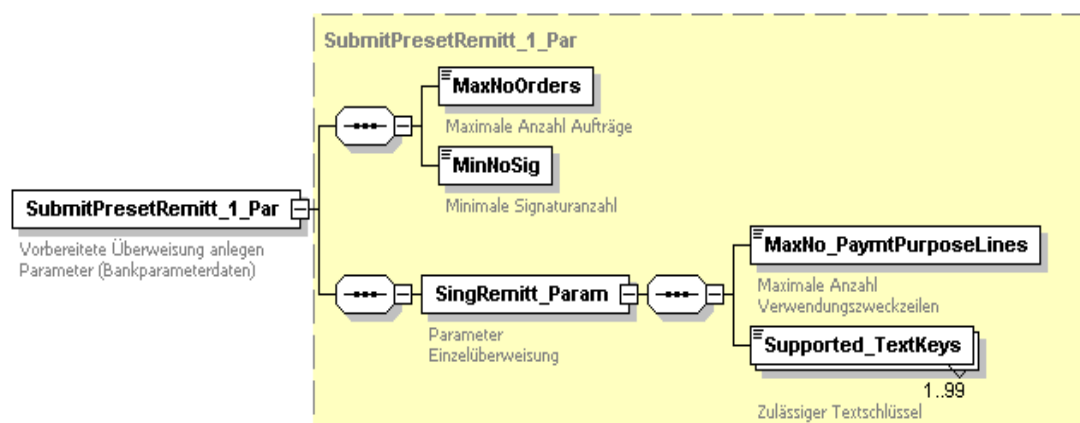 SubmitPresetRemitt_1_Par
MaxNoOrders
Maximale Anzahl Aufträge
MinNoSig
Minimale Signaturanzahl
SubmitPresetRemitt_1_Par
Vorbereitete Überweisung anlegen
Parameter (Bankparameterdaten)
SingRemitt_Param
Parameter
Einzelüberweisung
MaxNo_PaymtPurposeLines
Maximale Anzahl
Verwendungszweckzeilen
Supported_TextKeys
1..99
Zulässiger Textschlüssel